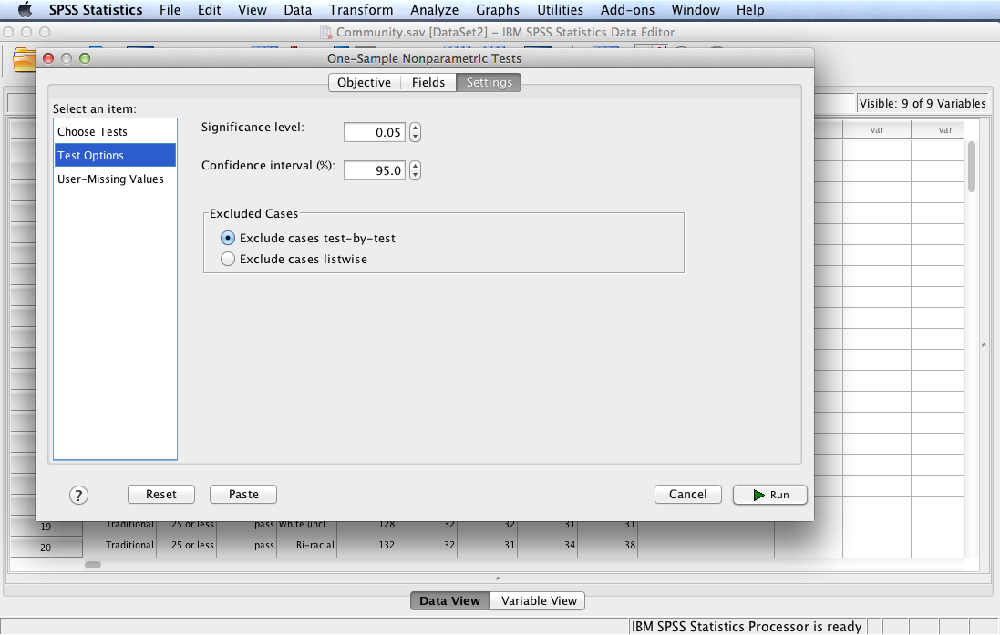 SPSS Statistics File Edit View Data Transform Analyze Graphs Utilities Add-ons Window Help
Community.sav [DataSet2] – IBM SPSS Statistics Data Editor
One-Sample Nonparametric Tests
Objective Fields Settings
Visible: 9 of 9 Variables
Select an item:
Choose Tests
Test Options
User-Missing Values
Significance level: 0.05
Confidence interval (%): 95.0
Excluded Cases
Exclude cases test-by-test
Exclude cases listwise
var var
? Reset Paste Cancel Run
19 Traditional 25 or less pass White (incl... 128 32 32 31 31
20 Traditional 25 or less pass Bi-racial 132 32 31 34 38
Data View Variable View
IBM SPSS Statistics Processor is ready